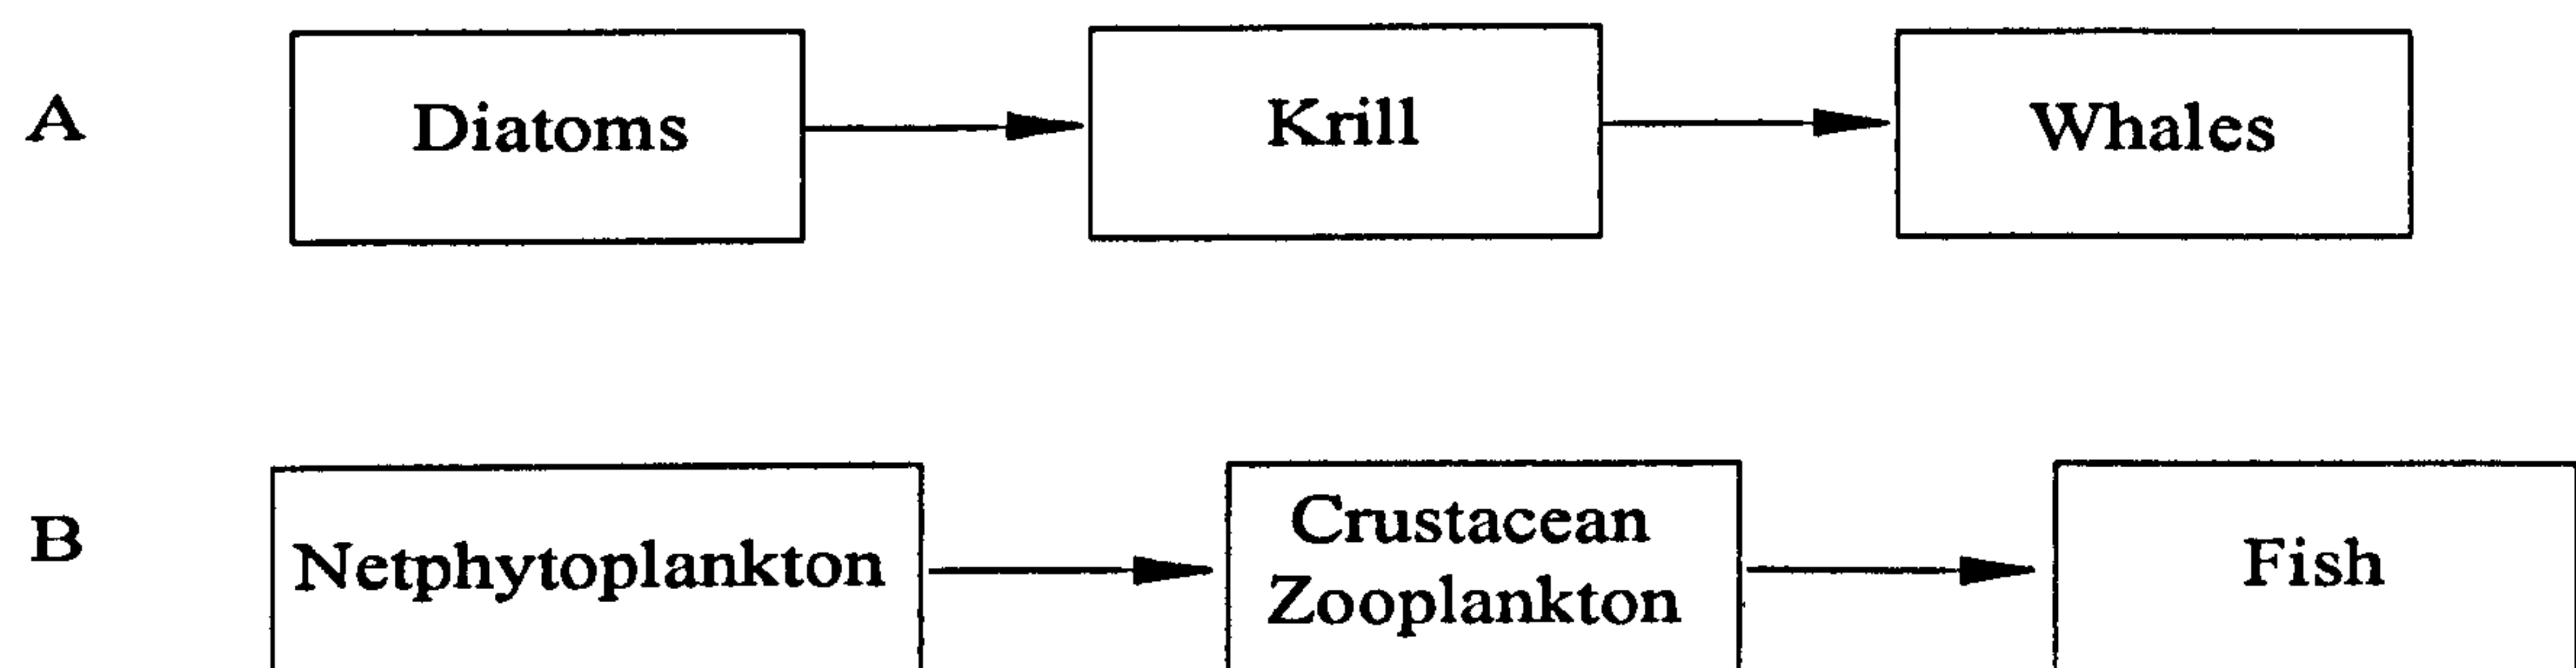 A
Diatoms
Krill
Whales
B
Netphytoplankton
Crustacean
Zooplankton
Fish